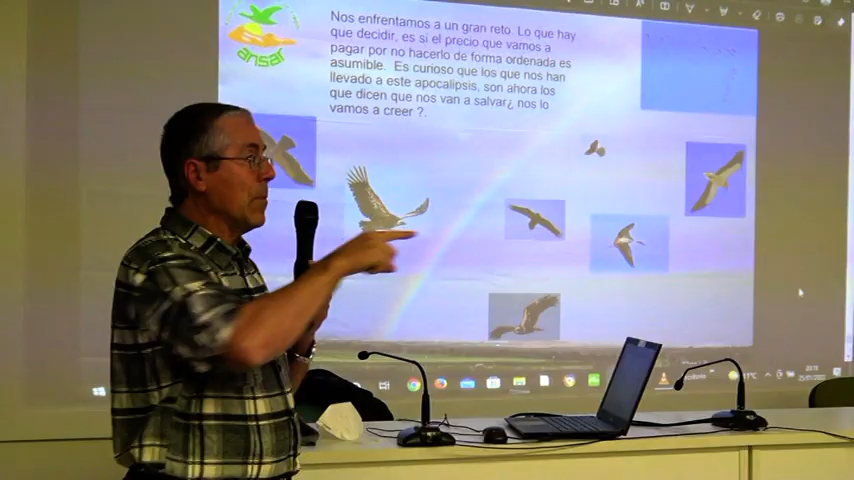 Nos enfrentamos a un gran reto. Lo que hay
que decidir, es si el precio que vamos a
pagar por no hacerlo de forma ordenada es
asumible. Es curioso que los que nos han
llevado a este apocalipsis, son ahora los
que dicen que nos van a salvar¿ nos lo
vamos a creer ?.
ansar